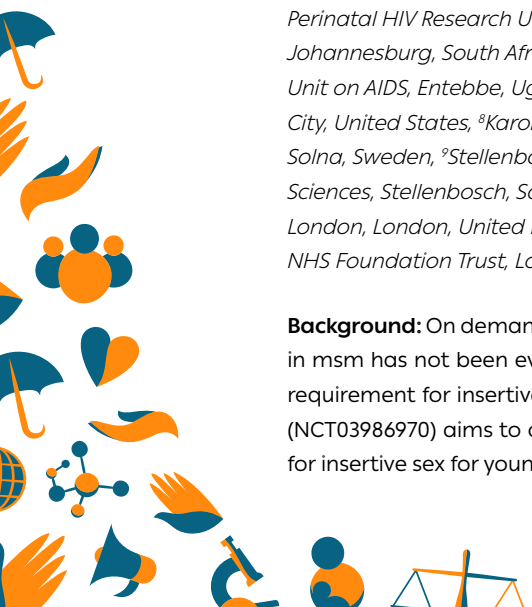 Perinatal HIV Research U
Johannesburg, South Afr
Unit on AIDS, Entebbe, Ug
City, United States, ⁸Karol
Solna, Sweden, ⁹Stellenbo
Sciences, Stellenbosch, So
London, London, United
NHS Foundation Trust, Lo
Background: On deman
in msm has not been ev
requirement for insertiv
(NCT03986970) aims to
for insertive sex for youn